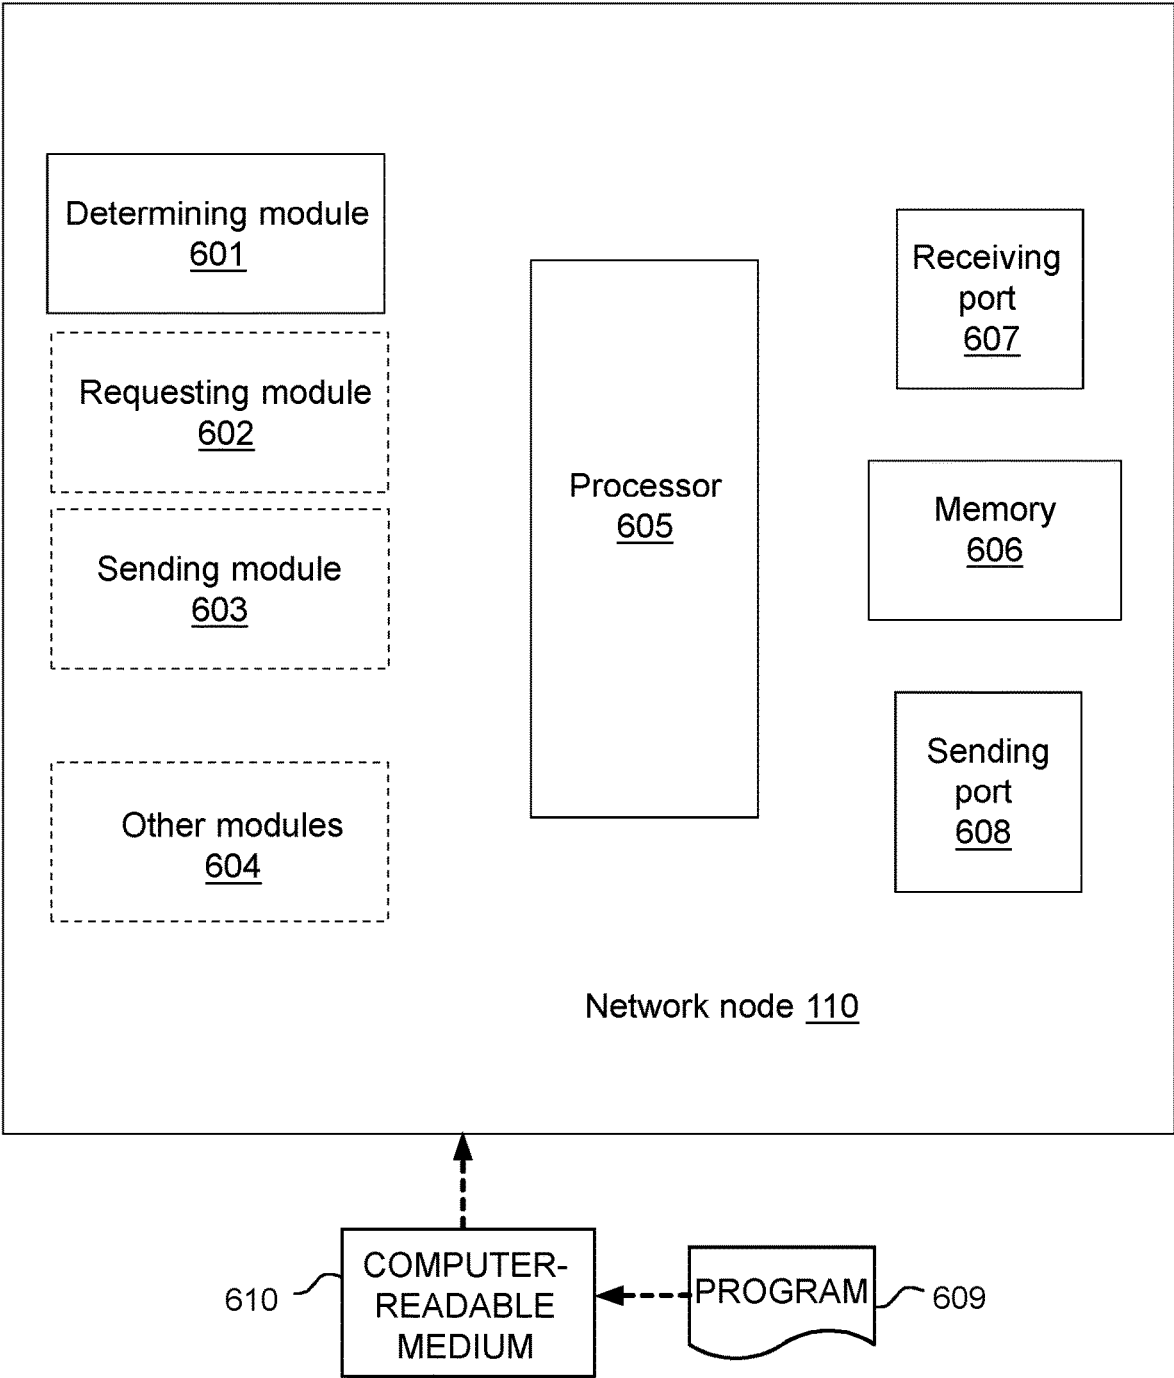 Determining module
601
Requesting module
602
Sending module
603
Other modules
604
Processor
605
Receiving
port
607
Memory
606
Sending
port
608
Network node 110
610
COMPUTER-
READABLE
MEDIUM
PROGRAM
609